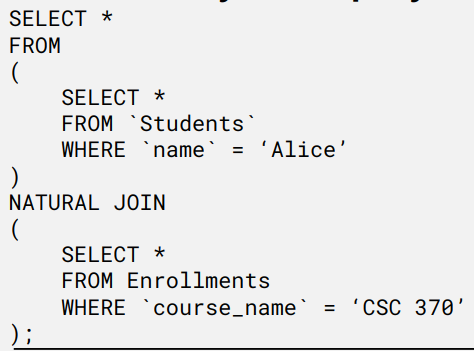 SELECT *
FROM
(
SELECT *
FROM `Students`
WHERE `name` = ‘Alice’
)
NATURAL JOIN
(
SELECT *
FROM Enrollments
WHERE `course_name` = ‘CSC 370’
);